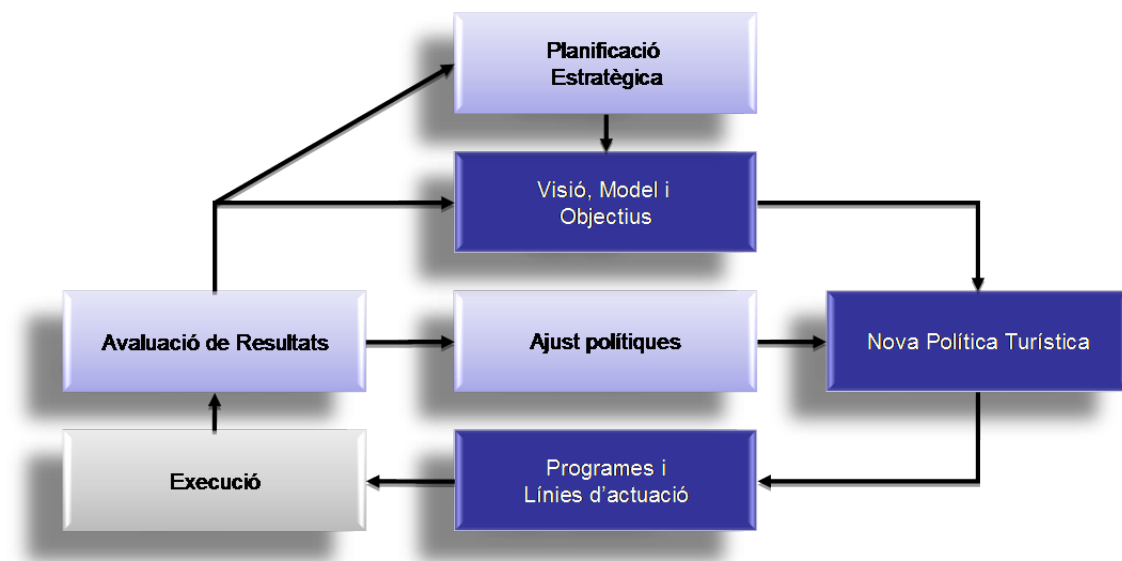 Planificació
Estratègica
Visió, Model i
Objectius
Avaluació de Resultats
Ajust polítiques
Nova Política Turística
Execució
Programes i
Línies d'actuació